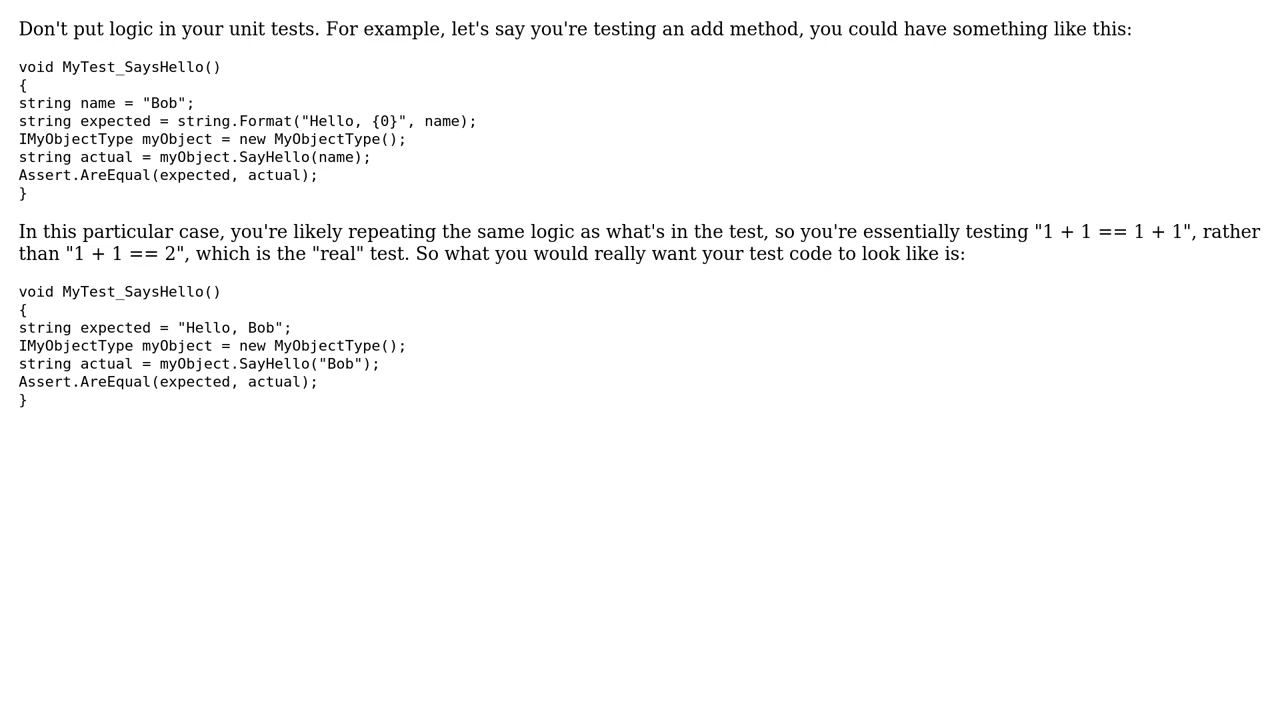 Don't put logic in your unit tests. For example, let's say you're testing an add method, you could have something like this:
void MyTest_SaysHello()
{
string name = "Bob";
string expected = string.Format("Hello, {0}", name);
IMyObjectType myObject = new MyObjectType();
string actual = myObject.SayHello(name);
Assert.AreEqual(expected, actual);
}
In this particular case, you're likely repeating the same logic as what's in the test, so you're essentially testing "1 + 1 == 1 + 1", rather
than "1 + 1 == 2", which is the "real" test. So what you would really want your test code to look like is:
void MyTest_SaysHello()
{
string expected = "Hello, Bob";
IMyObjectType myObject = new MyObjectType();
string actual = myObject.SayHello("Bob");
Assert.AreEqual(expected, actual);
}